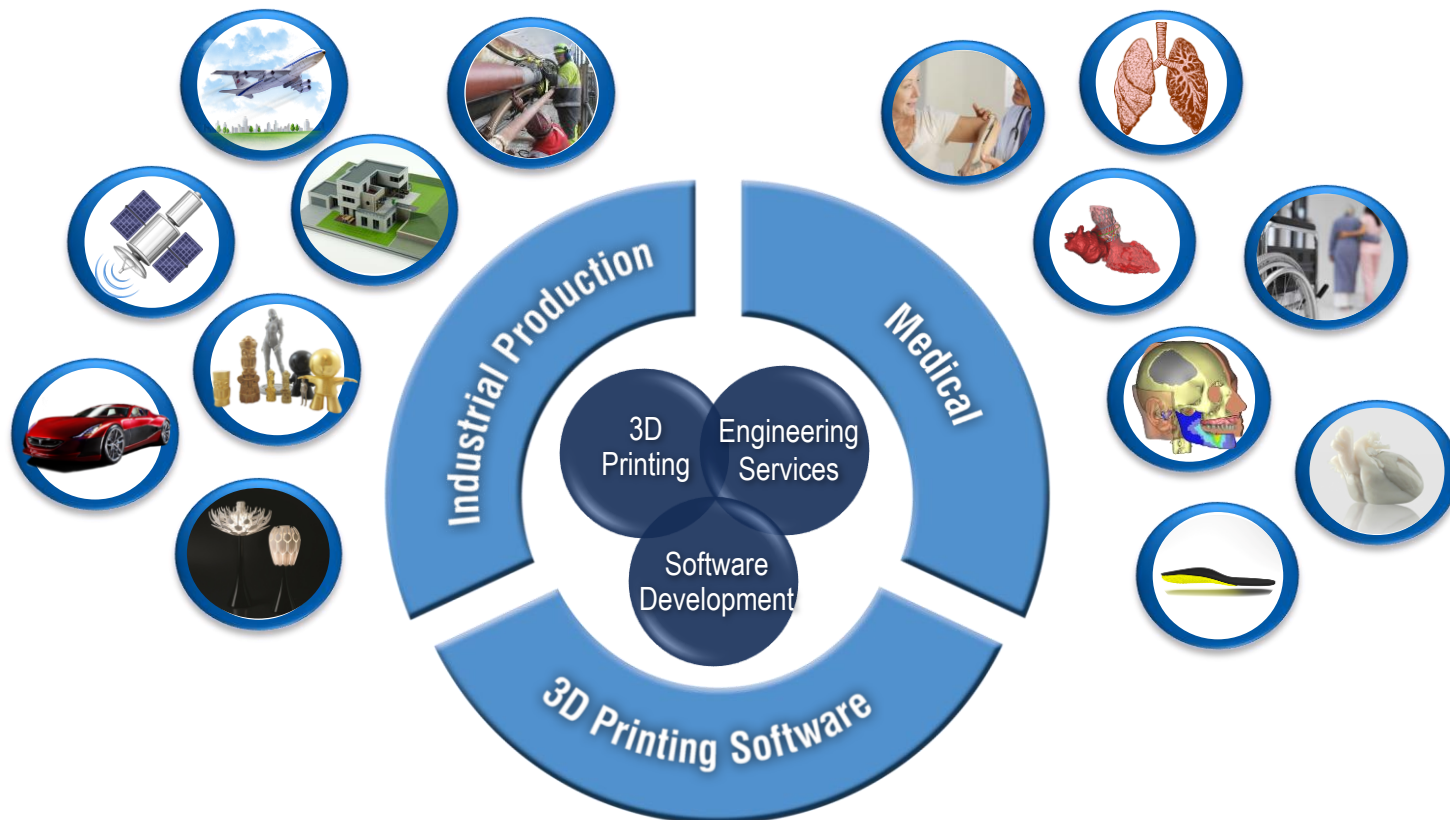 Industrial Production
Medical
3D
Printing
Engineering
Services
Software
Development
3D Printing Software